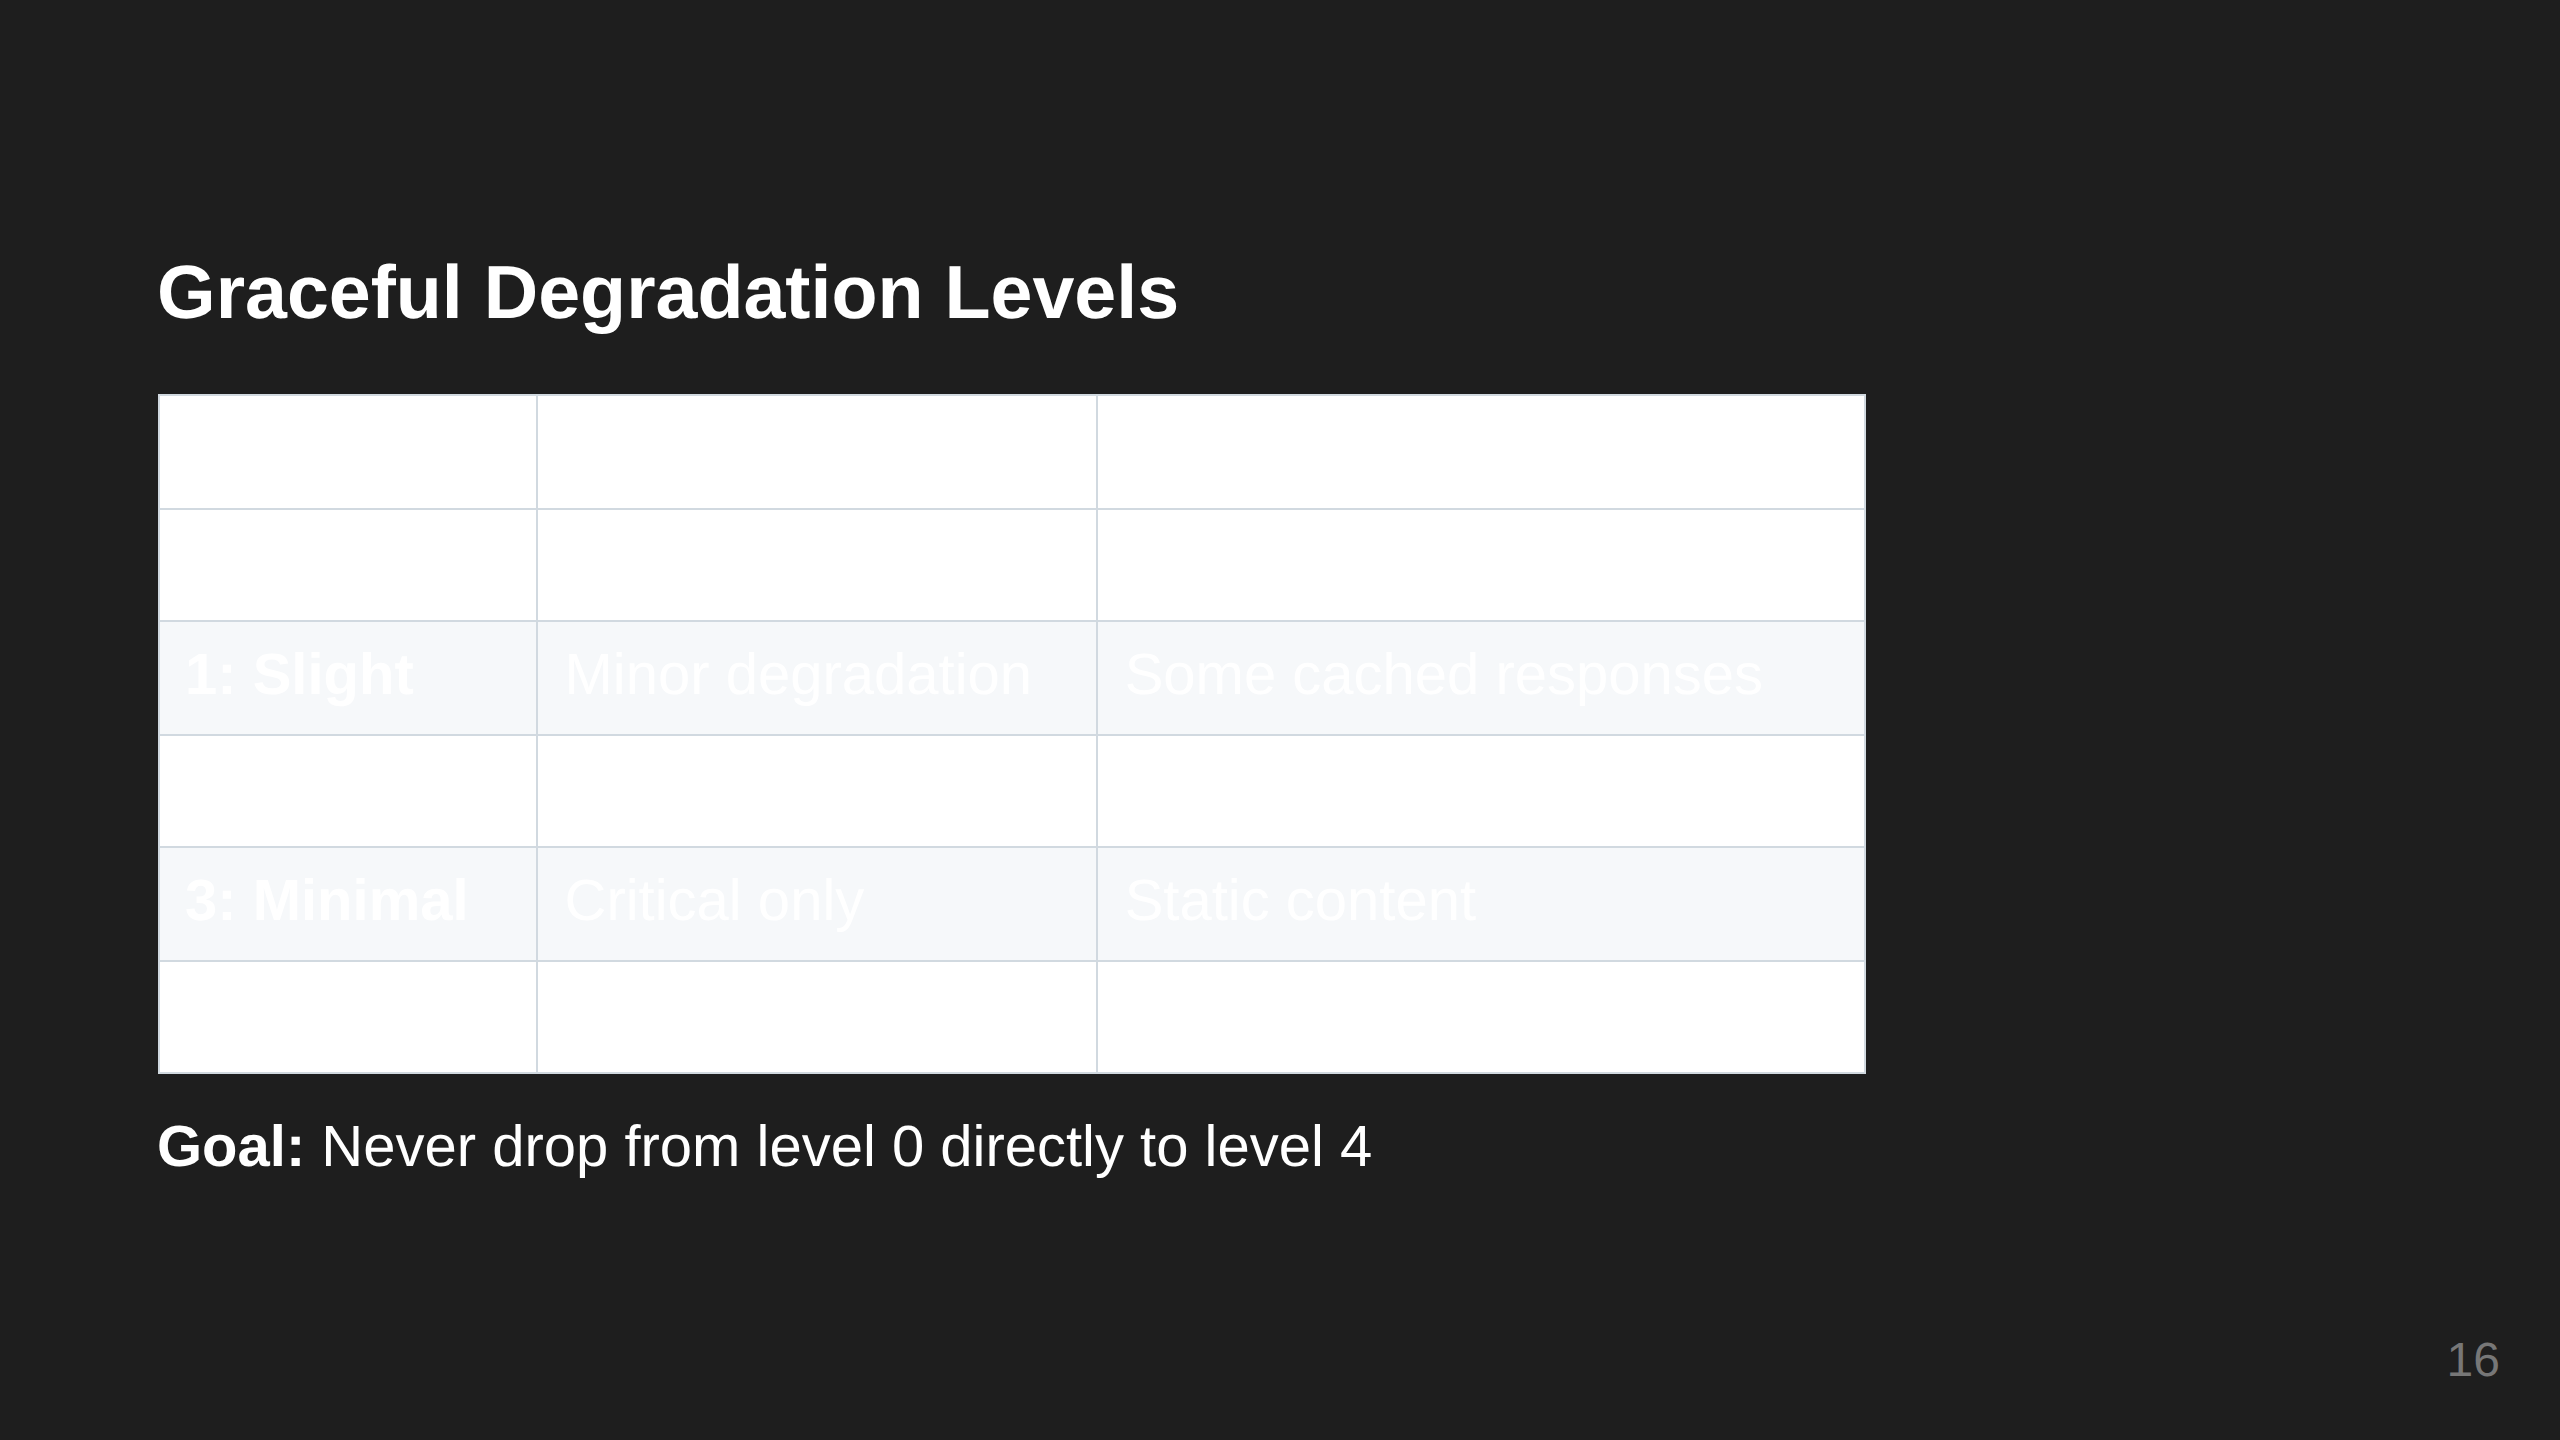 Graceful Degradation Levels
1: Slight Minor degradation Some cached responses
3: Minimal Critical only Static content
Goal: Never drop from level 0 directly to level 4
16